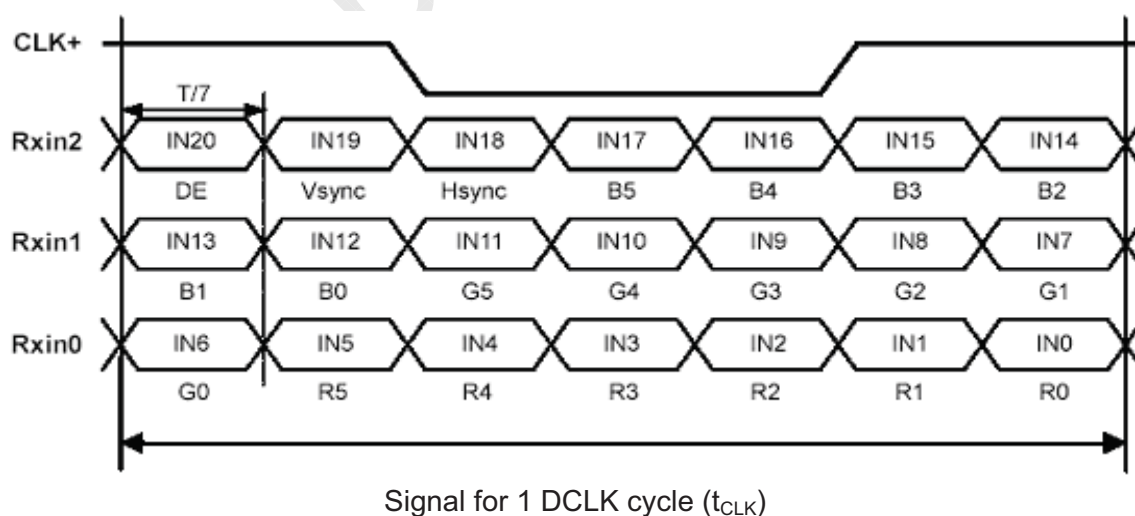 CLK+
T/7
Rxin2 IN20 IN19 IN18 IN17 IN16 IN15 IN14
DE Vsync Hsync B5 B4 B3 B2
Rxin1 IN13 IN12 IN11 IN10 IN9 IN8 IN7
B1 B0 G5 G4 G3 G2 G1
Rxin0 IN6 IN5 IN4 IN3 IN2 IN1 IN0
G0 R5 R4 R3 R2 R1 R0
Signal for 1 DCLK cycle (tCLK)